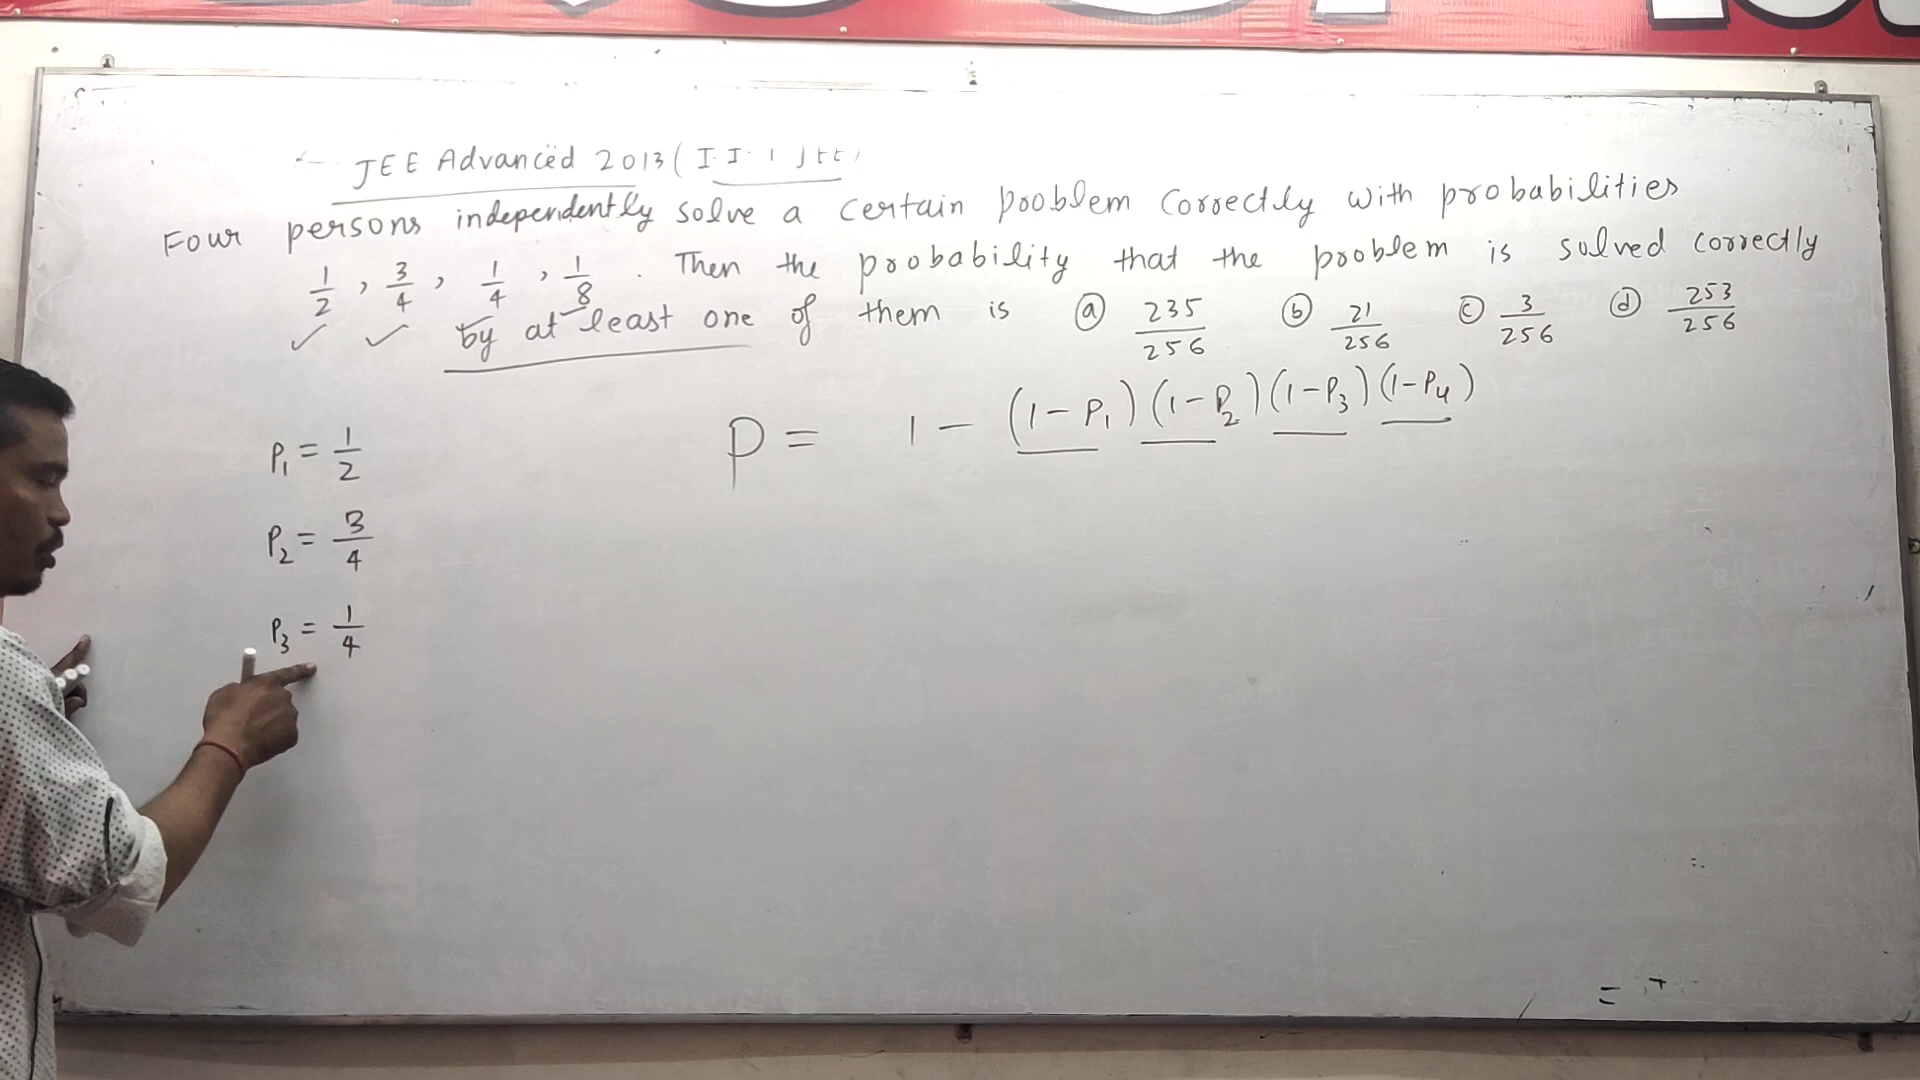 JEE Advanced 2013 (I.I.
Four persons independently solve a certain problem correctly with probabilities
1/2, 3/4, 1/4, 1/8. Then the probability that the problem is solved correctly
by at least one of them is (a) 235/256 (b) 21/256 (c) 3/256 (d) 253/256
P = 1 - (1-P₁)(1-P₂)(1-P₃)(1-P₄)
P₁ = 1/2
P₂ = 3/4
P₃ = 1/4